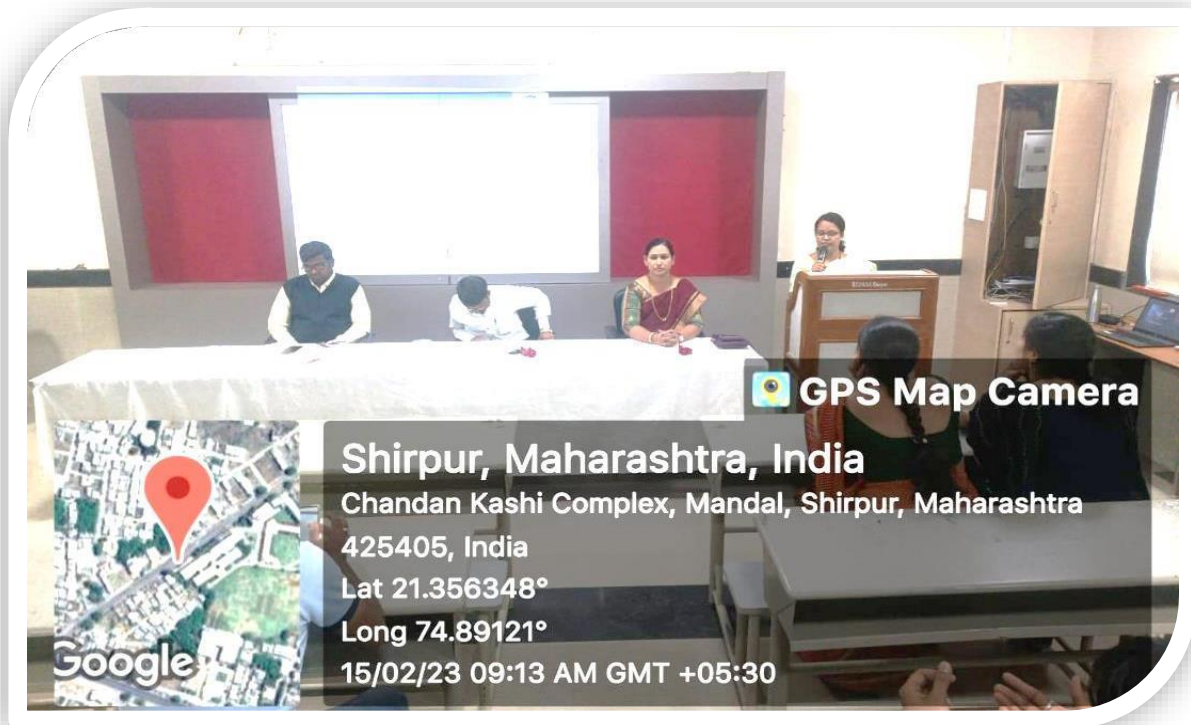 GPS Map Camera
Shirpur, Maharashtra, India
Chandan Kashi Complex, Mandal, Shirpur, Maharashtra
425405, India
Lat 21.356348°
Long 74.89121°
15/02/23 09:13 AM GMT +05:30
Google